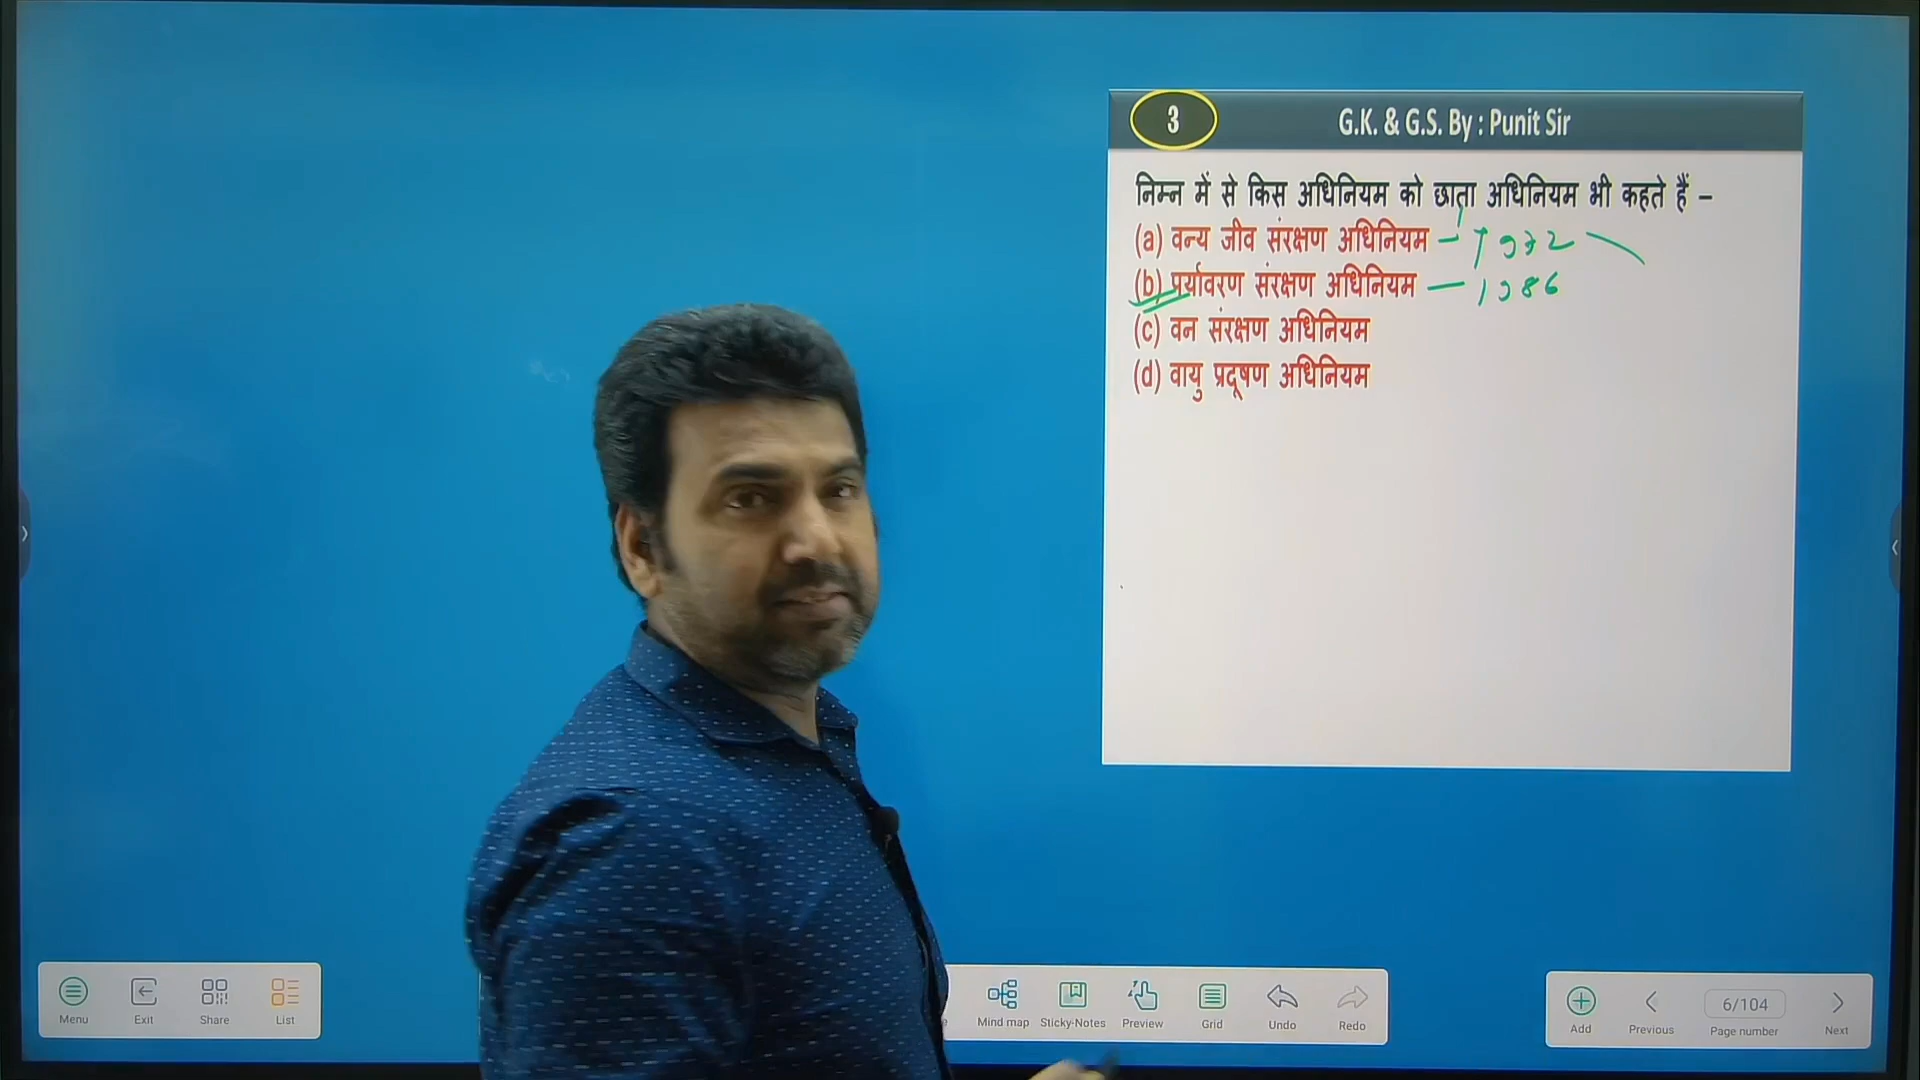 3
G.K. & G.S. By : Punit Sir
निम्न में से किस अधिनियम को छाता अधिनियम भी कहते हैं –
(a) वन्य जीव संरक्षण अधिनियम – 1972
(b) पर्यावरण संरक्षण अधिनियम — 1986
(c) वन संरक्षण अधिनियम
(d) वायु प्रदूषण अधिनियम
Menu Exit Share List
Mind map Sticky-Notes Preview Grid Undo Redo
Add Previous 6/104 Page number Next